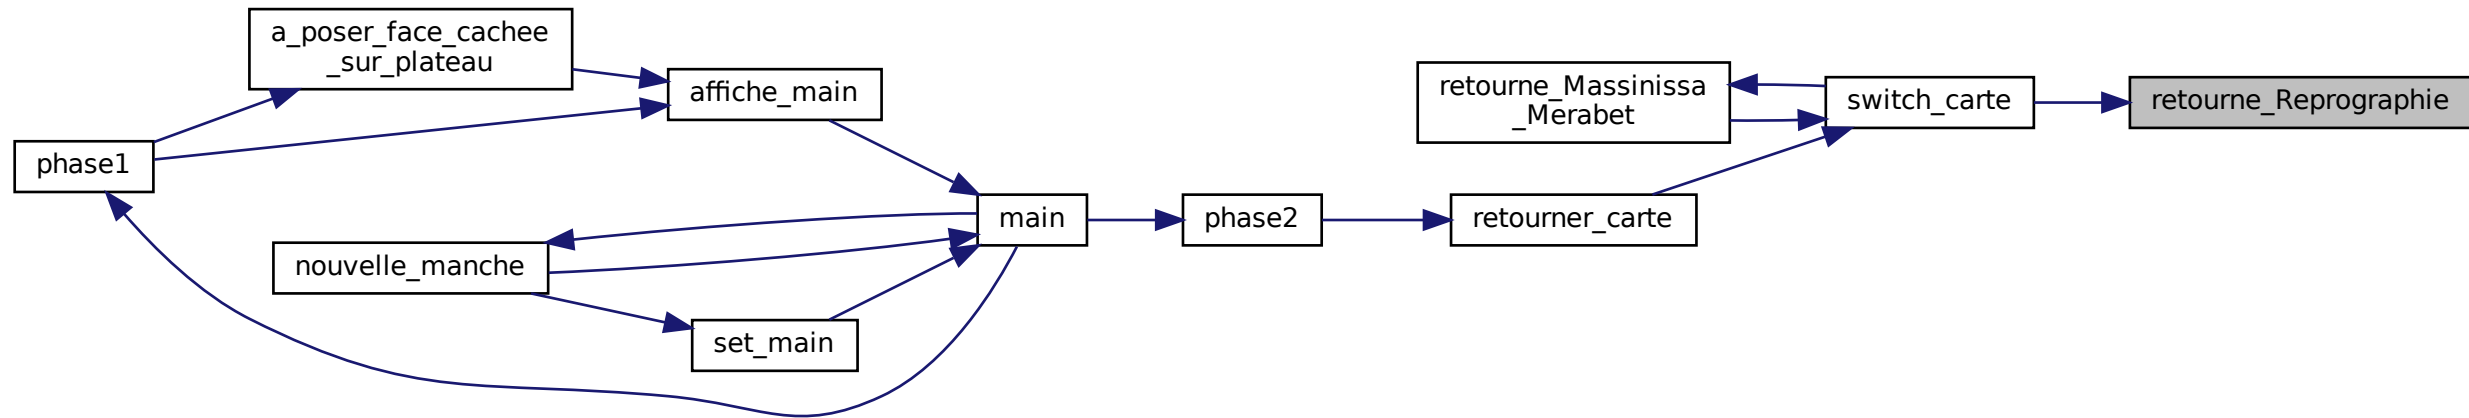 a_poser_face_cachee
_sur_plateau
affiche_main
phase1
nouvelle_manche
set_main
main
phase2
retourne_Massinissa
_Merabet
retourner_carte
switch_carte
retourne_Reprographie